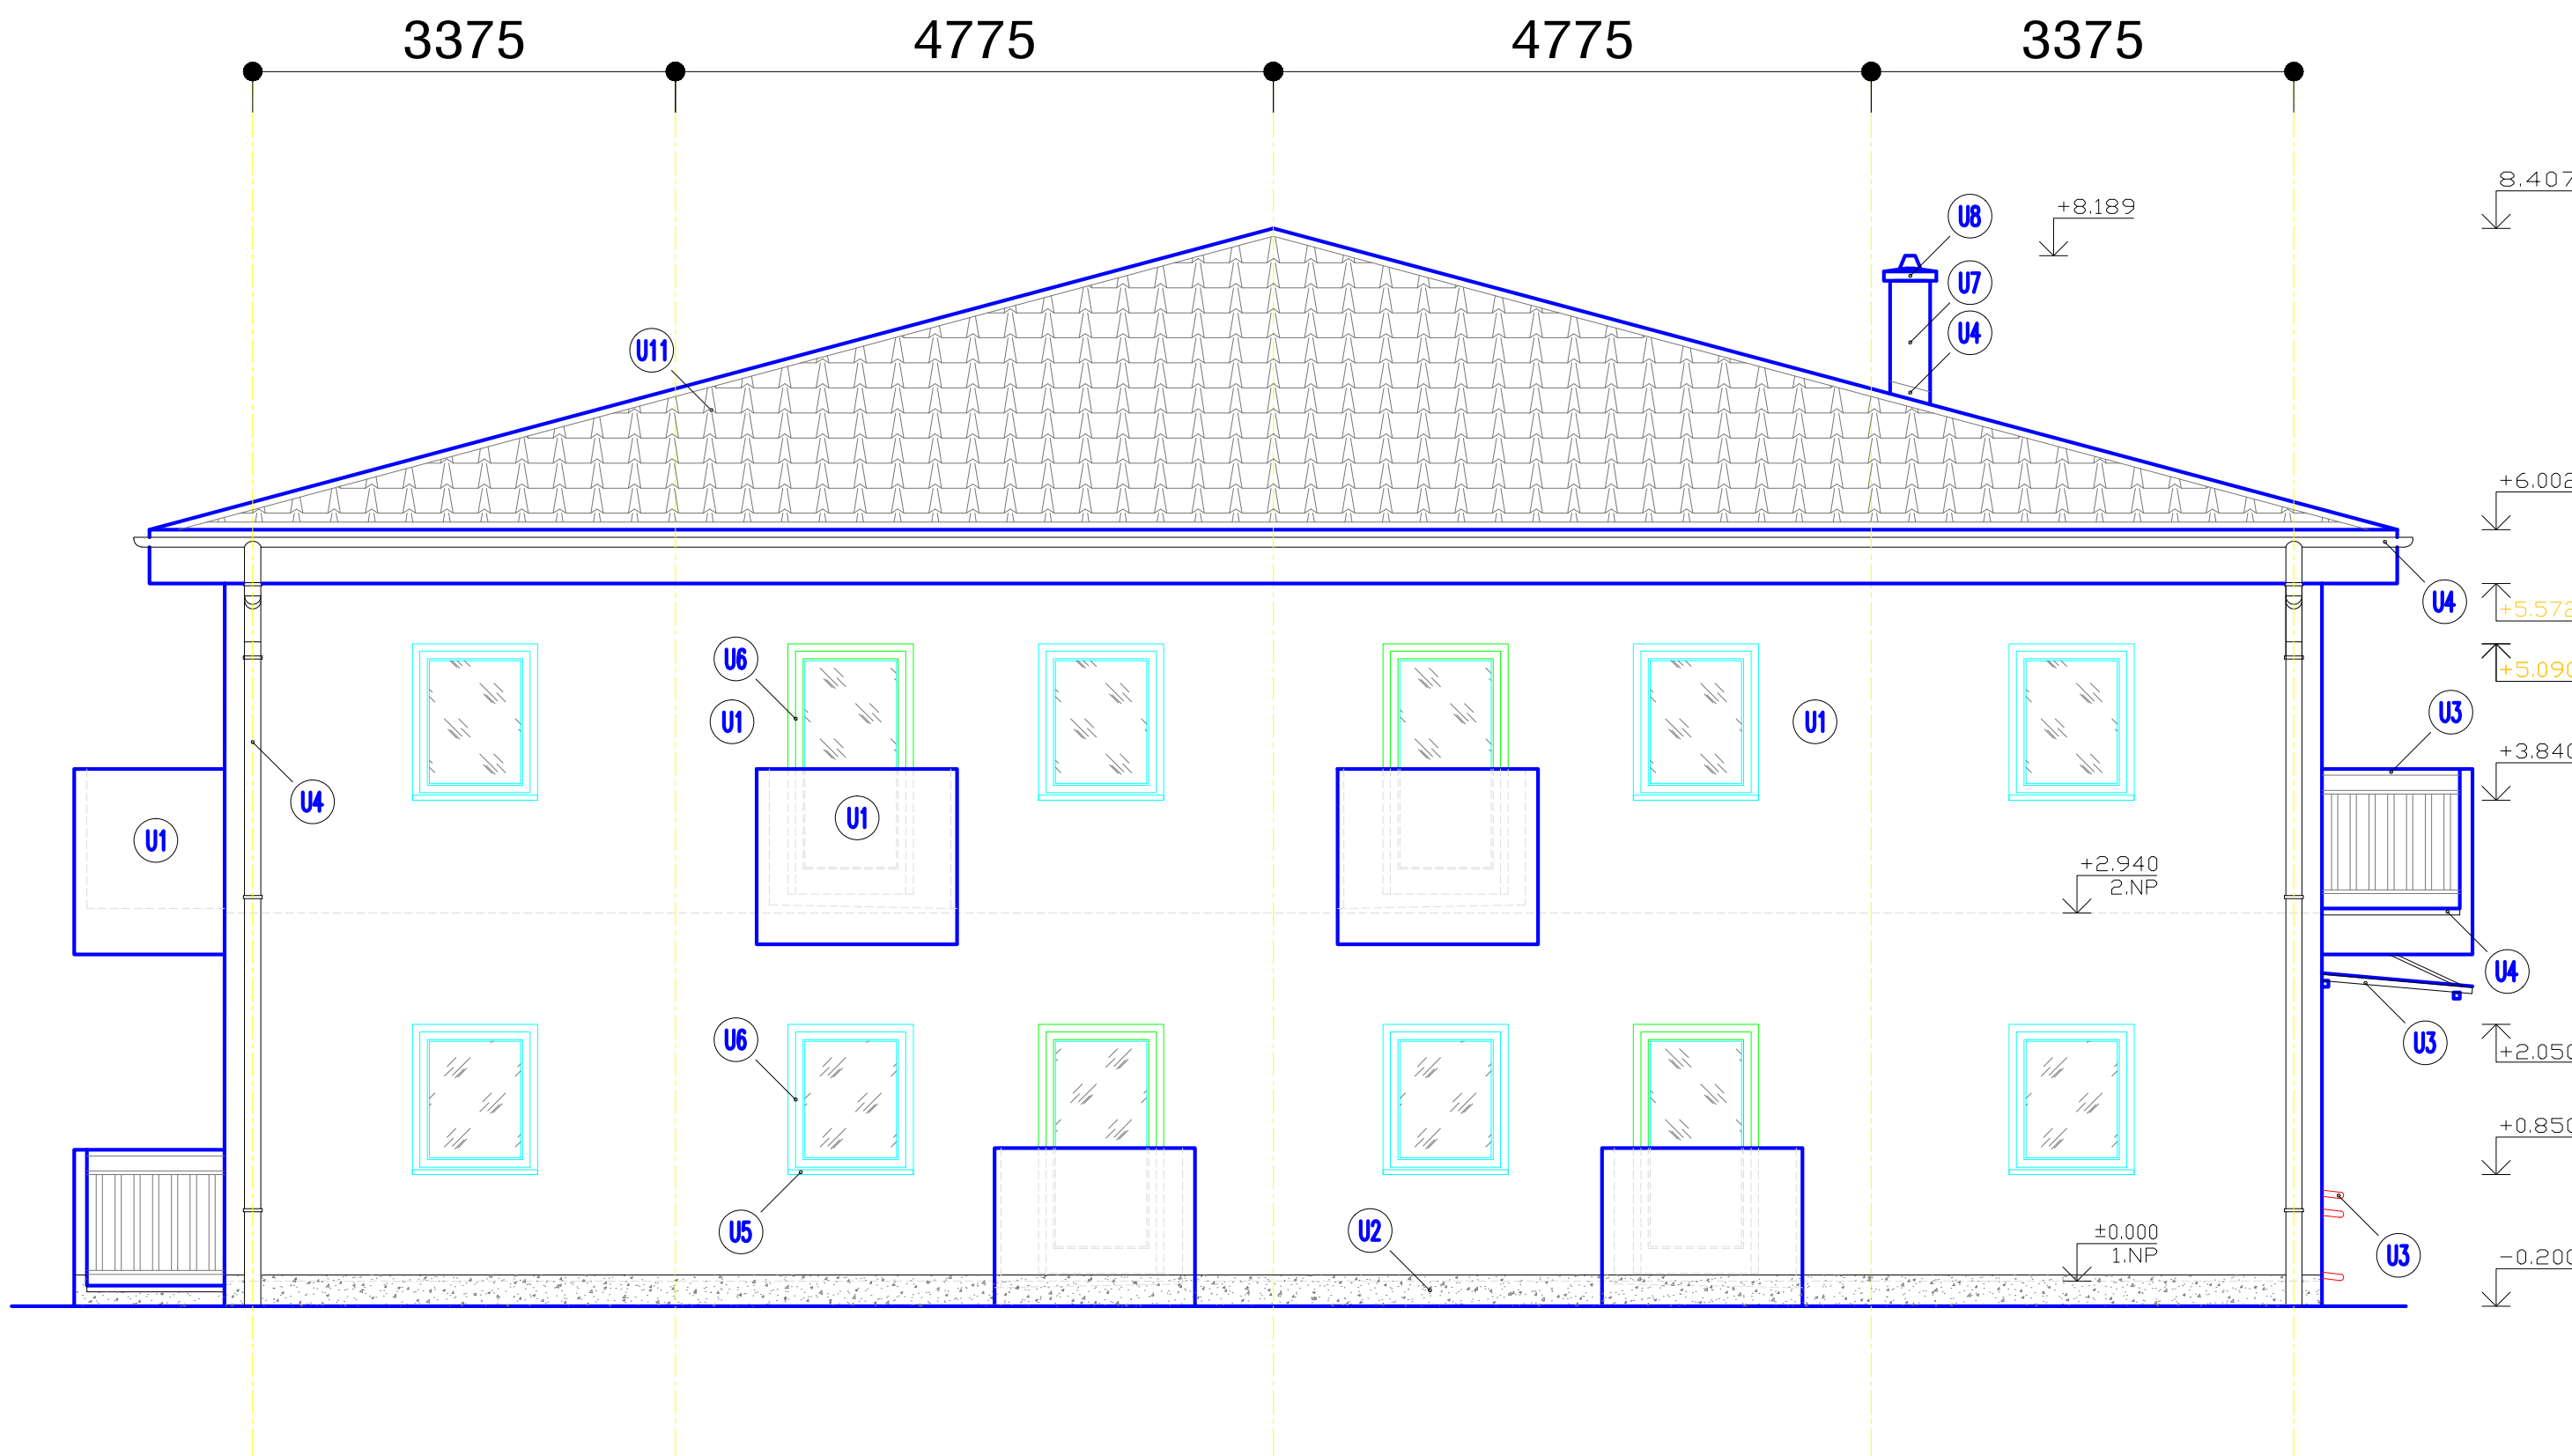 3375 4775 4775 3375
8.407
+8.189
U8
U7
U4
U11
+6.002
U4
+5.572
+5.090
U6
U1 U1
U3
+3.840
U4
U1
U1
+2.940
2.NP
U4
U6
U3
+2.050
+0.850
U5 U2
±0.000
1.NP
U3
-0.200